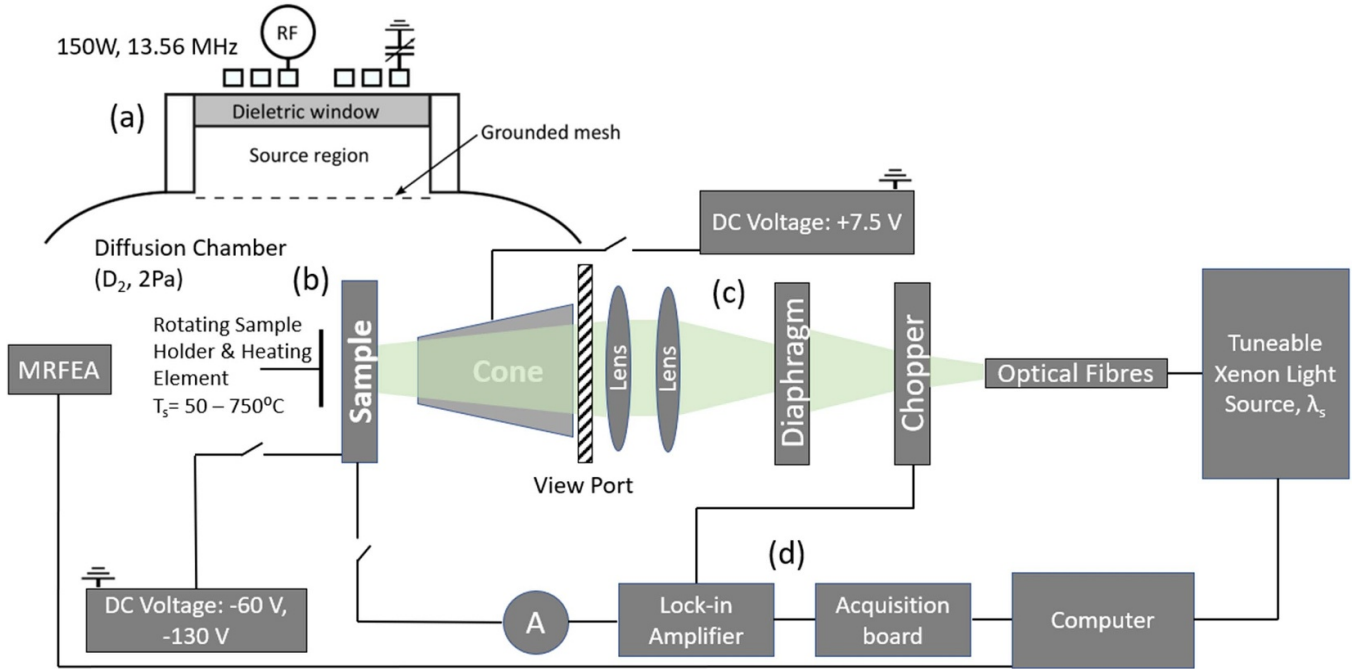 RF
150W, 13.56 MHz
(a)
Dieletric window
Source region
Grounded mesh
DC Voltage: +7.5 V
Diffusion Chamber
(D₂, 2Pa)
(b)
(c)
Rotating Sample
Holder & Heating
Element
Tₛ= 50 – 750⁰C
MRFEA
Sample
Cone
Lens
Lens
Diaphragm
Chopper
Optical Fibres
Tuneable
Xenon Light
Source, λₛ
View Port
(d)
DC Voltage: -60 V,
-130 V
A
Lock-in
Amplifier
Acquisition
board
Computer